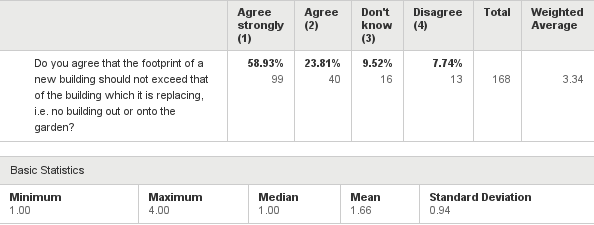 Agree Agree Don't Disagree Total Weighted
strongly (2) know (4) Average
(1) (3)
Do you agree that the footprint of a 58.93% 23.81% 9.52% 7.74%
new building should not exceed that 99 40 16 13 168 3.34
of the building which it is replacing,
i.e. no building out or onto the
garden?
Basic Statistics
Minimum Maximum Median Mean Standard Deviation
1.00 4.00 1.00 1.66 0.94